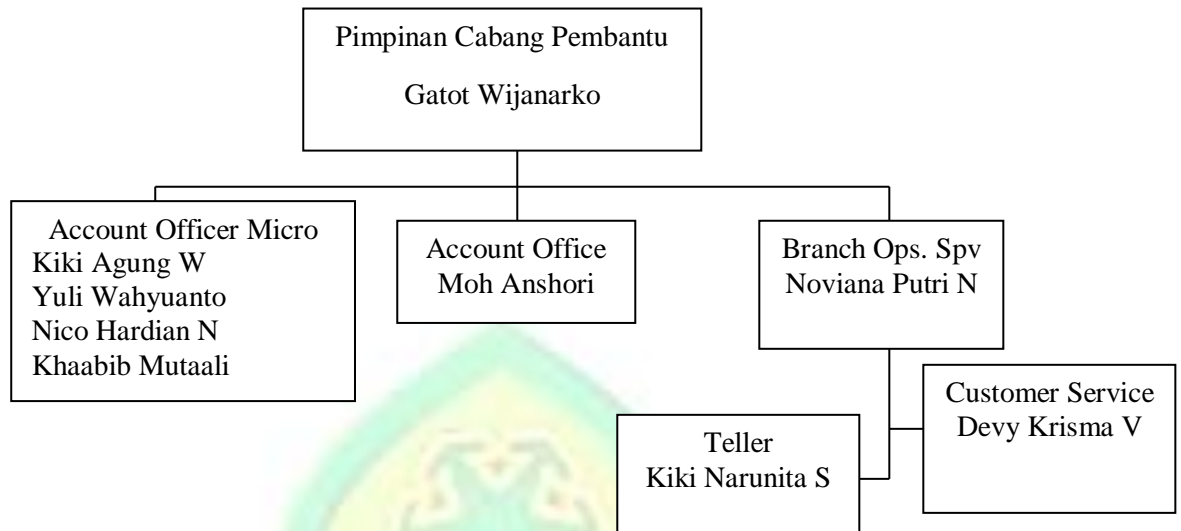 Pimpinan Cabang Pembantu
Gatot Wijanarko
Account Officer Micro
Kiki Agung W
Yuli Wahyuanto
Nico Hardian N
Khaabib Mutaali
Account Office
Moh Anshori
Branch Ops. Spv
Noviana Putri N
Customer Service
Devy Krisma V
Teller
Kiki Narunita S